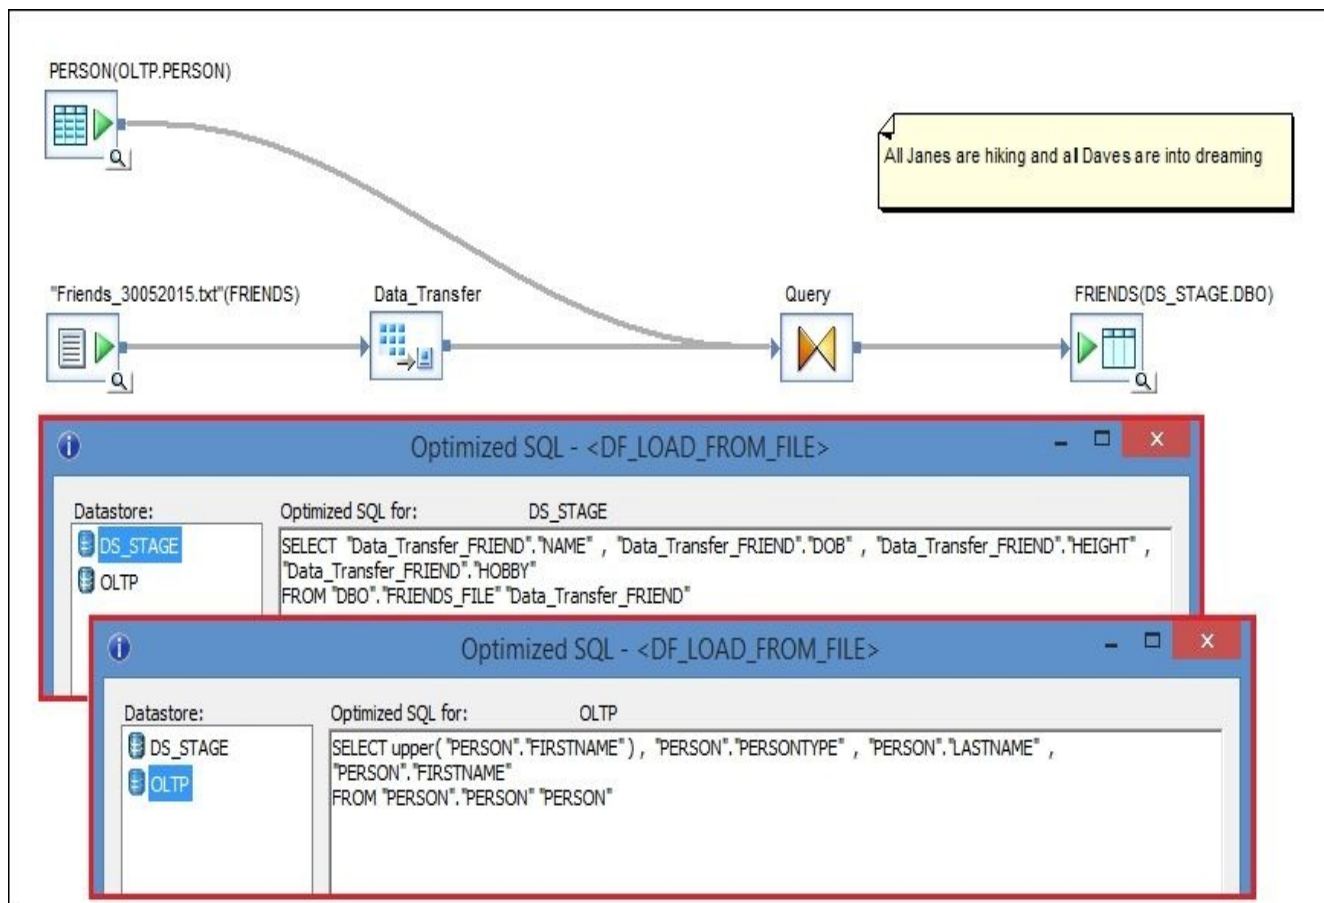 PERSON(OLTP.PERSON)
All Janes are hiking and all Daves are into dreaming
"Friends_30052015.txt"(FRIENDS)
Data_Transfer
Query
FRIENDS(DS_STAGE.DBO)
Optimized SQL - <DF_LOAD_FROM_FILE>
Datastore:
DS_STAGE
OLTP
Optimized SQL for: DS_STAGE
SELECT "Data_Transfer_FRIEND"."NAME" , "Data_Transfer_FRIEND"."DOB" , "Data_Transfer_FRIEND"."HEIGHT" ,
"Data_Transfer_FRIEND"."HOBBY"
FROM "DBO"."FRIENDS_FILE" "Data_Transfer_FRIEND"
Optimized SQL - <DF_LOAD_FROM_FILE>
Datastore:
DS_STAGE
OLTP
Optimized SQL for: OLTP
SELECT upper( "PERSON"."FIRSTNAME" ) , "PERSON"."PERSONTYPE" , "PERSON"."LASTNAME" ,
"PERSON"."FIRSTNAME"
FROM "PERSON"."PERSON" "PERSON"